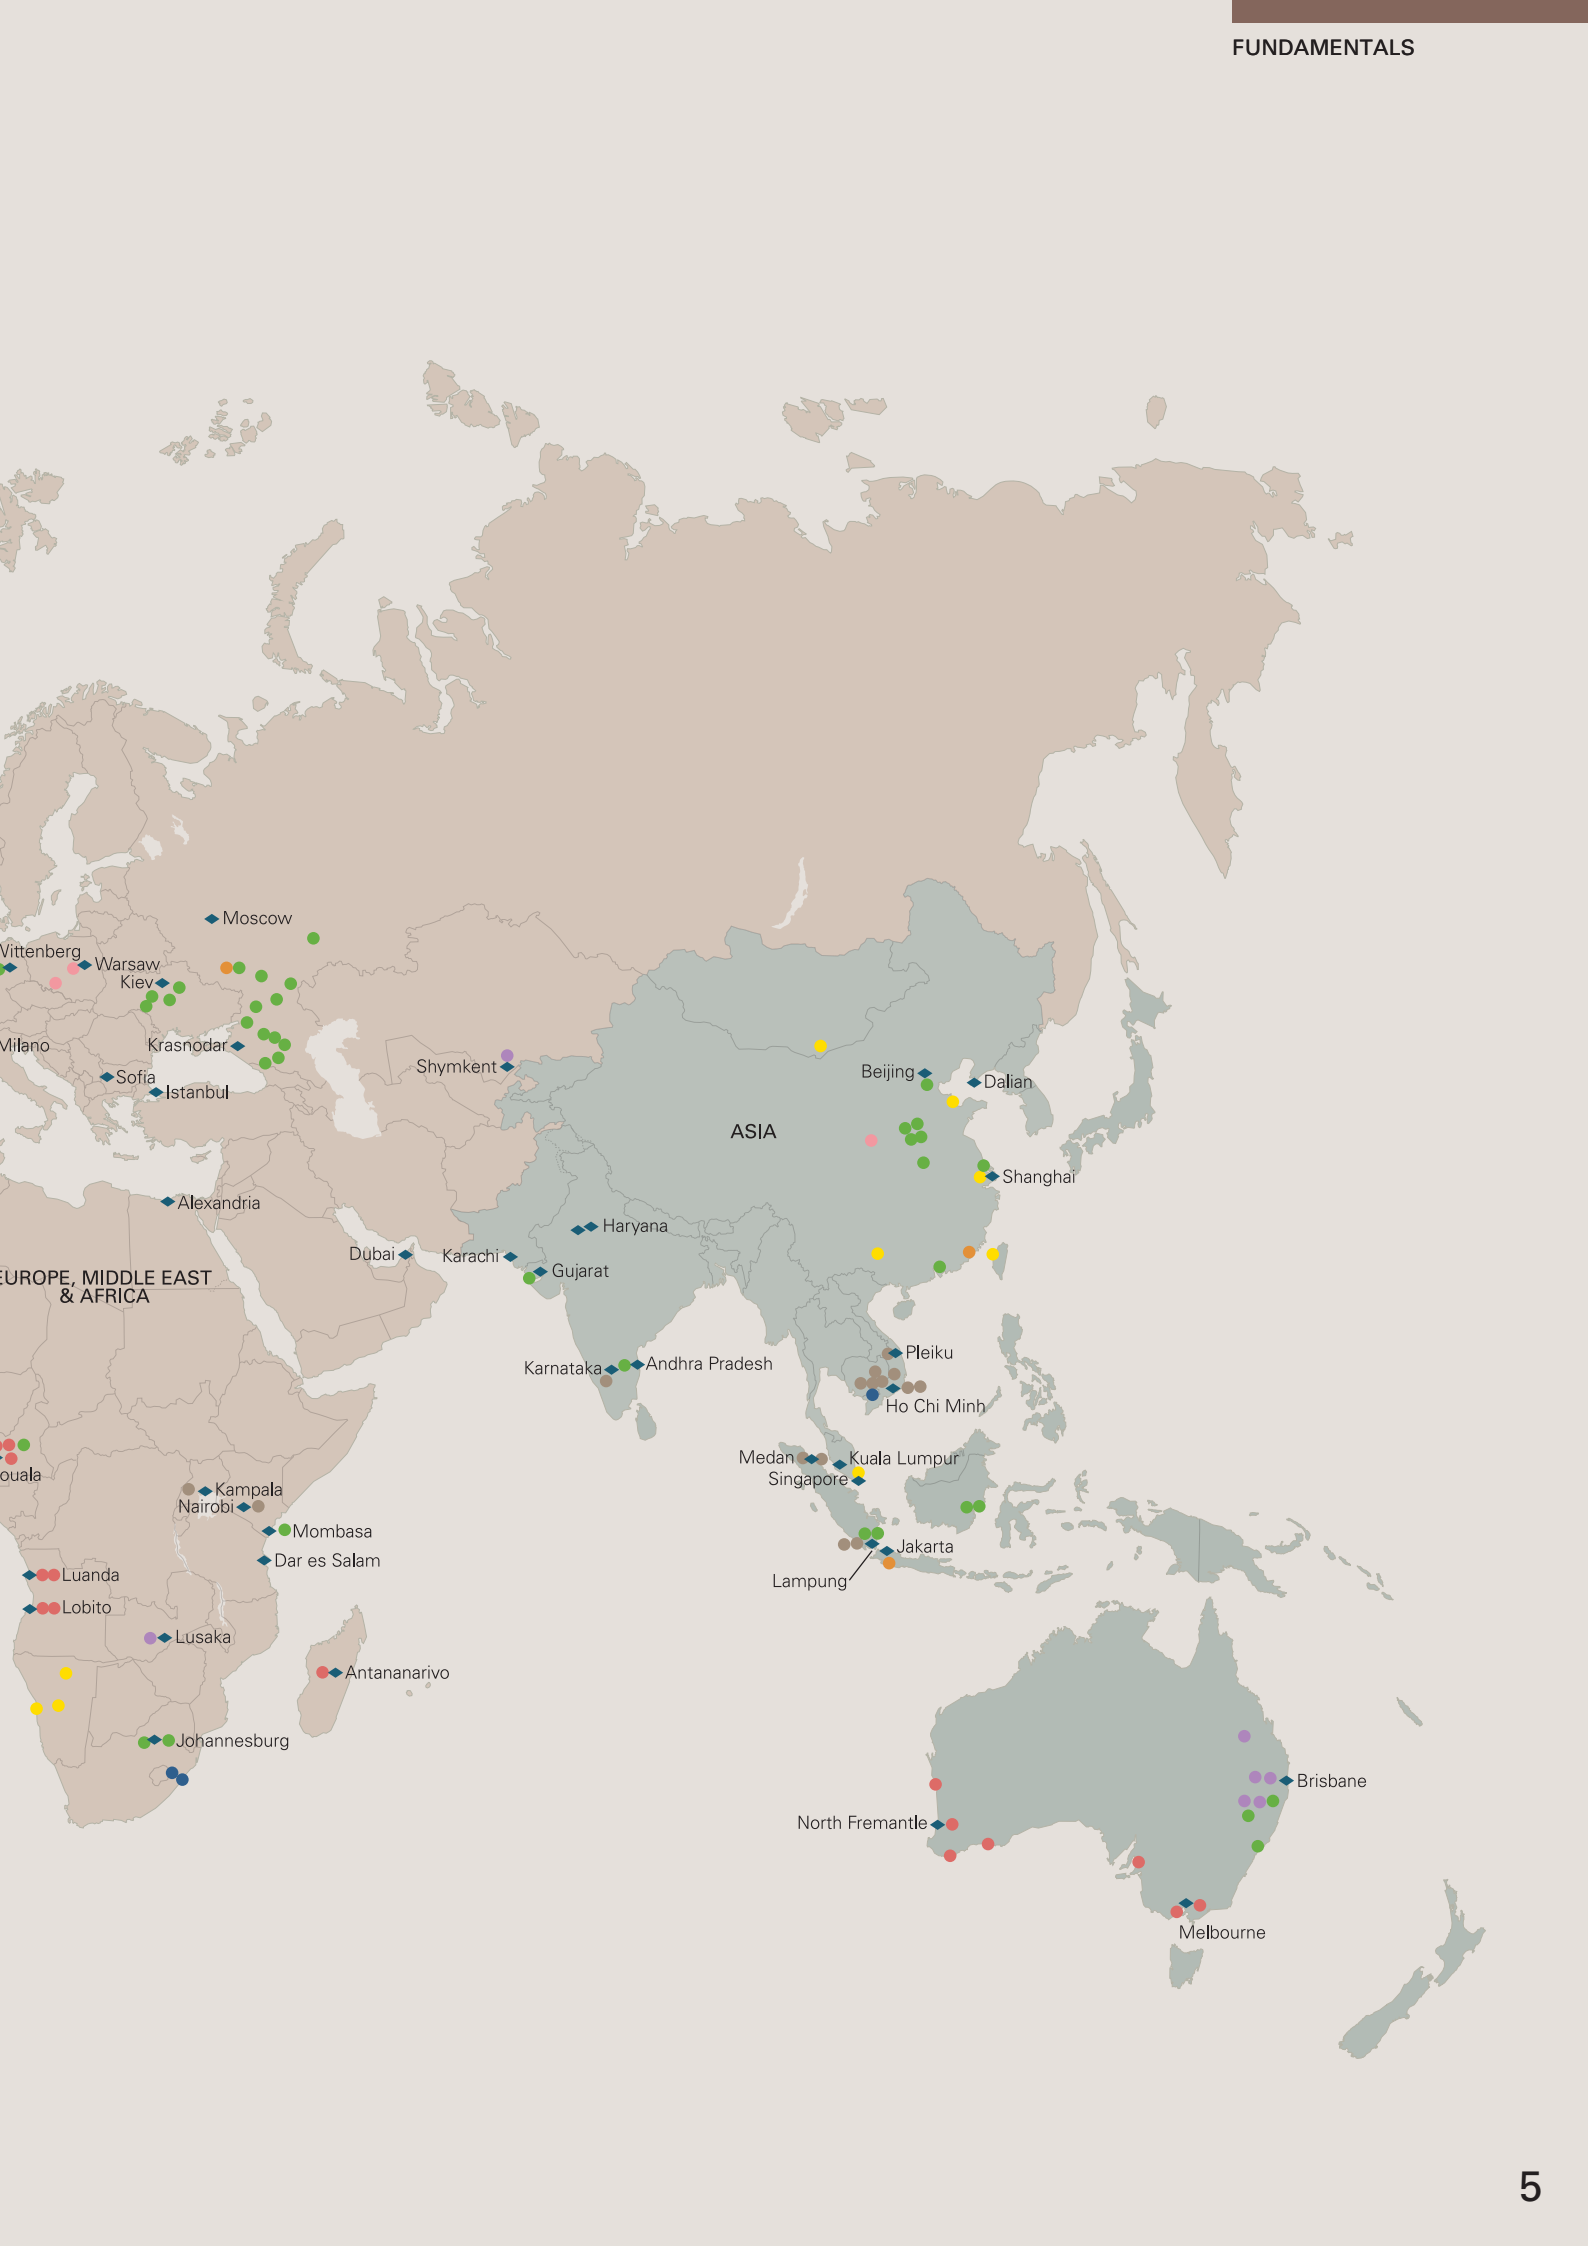 FUNDAMENTALS
Moscow
Wittenberg
Warsaw
Kiev
Milano
Krasnodar
Sofia
Istanbul
Shymkent
Beijing
Dalian
ASIA
Shanghai
Alexandria
Haryana
Dubai
Karachi
Gujarat
EUROPE, MIDDLE EAST
& AFRICA
Pleiku
Karnataka
Andhra Pradesh
Ho Chi Minh
Medan
Kuala Lumpur
Singapore
ouala
Kampala
Nairobi
Mombasa
Jakarta
Dar es Salam
Lampung
Luanda
Lobito
Lusaka
Antananarivo
Johannesburg
Brisbane
North Fremantle
Melbourne
5